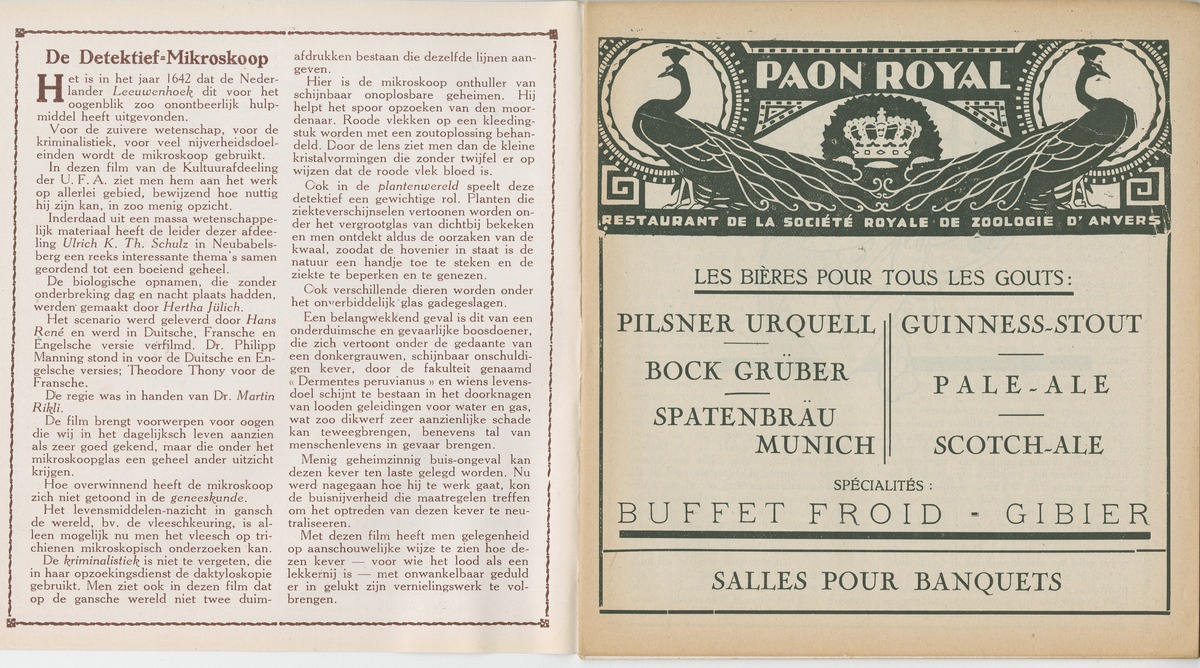 De Detektief-Mikroskoop
Het is in het jaar 1642 dat de Neder-
lander Leeuwenhoek dit voor het
oogenblik zoo onontbeerlijk hulp-
middel heeft uitgevonden.
Voor de zuivere wetenschap, voor de
kriminalistiek, voor veel nijverheidsdoel-
einden wordt de mikroskoop gebruikt.
In dezen film van de Kultuurafdeeling
der U. F. A. ziet men hem aan het werk
op allerlei gebied, bewijzend hoe nuttig
hij zijn kan, in zoo menig opzicht.
Inderdaad uit een massa wetenschappe-
lijk materiaal heeft de leider dezer afdee-
ling Ulrich K. Th. Schulz in Neubabels-
berg een reeks interessante thema's samen
geordend tot een boeiend geheel.
De biologische opnamen, die zonder
onderbreking dag en nacht plaats hadden,
werden gemaakt door Hertha Jülich.
Het scenario werd geleverd door Hans
René en werd in Duitsche, Fransche en
Engelsche versie verfilmd. Dr. Philipp
Manning stond in voor de Duitsche en En-
gelsche versies; Theodore Thony voor de
Fransche.
De regie was in handen van Dr. Martin
Rikli.
De film brengt voorwerpen voor oogen
die wij in het dagelijksch leven aanzien
als zeer goed gekend, maar die onder het
mikroskoopglas een geheel ander uitzicht
krijgen.
Hoe overwinnend heeft de mikroskoop
zich niet getoond in de geneeskunde.
Het levensmiddelen-nazicht in gansch
de wereld, bv. de vleeschkeuring, is al-
leen mogelijk nu men het vleesch op tri-
chienen mikroskopisch onderzoeken kan.
De kriminalistiek is niet te vergeten, die
in haar opzoekingsdienst de daktyloskopie
gebruikt. Men ziet ook in dezen film dat
op de gansche wereld niet twee duim-
afdrukken bestaan die dezelfde lijnen aan-
geven.
Hier is de mikroskoop onthuller van
schijnbaar onoplosbare geheimen. Hij
helpt het spoor opzoeken van den moor-
denaar. Roode vlekken op een kleeding-
stuk worden met een zoutoplossing behan-
deld. Door de lens ziet men dan de kleine
kristalvormingen die zonder twijfel er op
wijzen dat de roode vlek bloed is.
Ook in de plantenwereld speelt deze
detektief een gewichtige rol. Planten die
ziekteverschijnselen vertoonen worden on-
der het vergrootglas van dichtbij bekeken
en men ontdekt aldus de oorzaken van de
kwaal, zoodat de hovenier in staat is de
natuur een handje toe te steken en de
ziekte te beperken en te genezen.
Ook verschillende dieren worden onder
het onverbiddelijk glas gadegeslagen.
Een belangwekkend geval is dit van een
onderduimsche en gevaarlijke boosdoener,
die zich vertoont onder de gedaante van
een donkergrauwen, schijnbaar onschuldi-
gen kever, door de fakulteit genaamd
« Dermentes peruvianus » en wiens levens-
doel schijnt te bestaan in het doorknagen
van looden geleidingen voor water en gas,
wat zoo dikwerf zeer aanzienlijke schade
kan teweegbrengen, benevens tal van
menschenlevens in gevaar brengen.
Menig geheimzinnig buis-ongeval kan
dezen kever ten laste gelegd worden. Nu
werd nagegaan hoe hij te werk gaat, kon
de buisnijverheid die maatregelen treffen
om het optreden van dezen kever te neu-
traliseeren.
Met dezen film heeft men gelegenheid
op aanschouwelijke wijze te zien hoe de-
zen kever — voor wie het lood als een
lekkernij is — met onwankelbaar geduld
er in gelukt zijn vernielingswerk te vol-
brengen.
PAON ROYAL
RESTAURANT DE LA SOCIÉTÉ ROYALE DE ZOOLOGIE D'ANVERS
LES BIÈRES POUR TOUS LES GOUTS:
PILSNER URQUELL
BOCK GRÜBER
SPATENBRÄU
MUNICH
GUINNESS-STOUT
PALE-ALE
SCOTCH-ALE
SPÉCIALITÉS :
BUFFET FROID - GIBIER
SALLES POUR BANQUETS